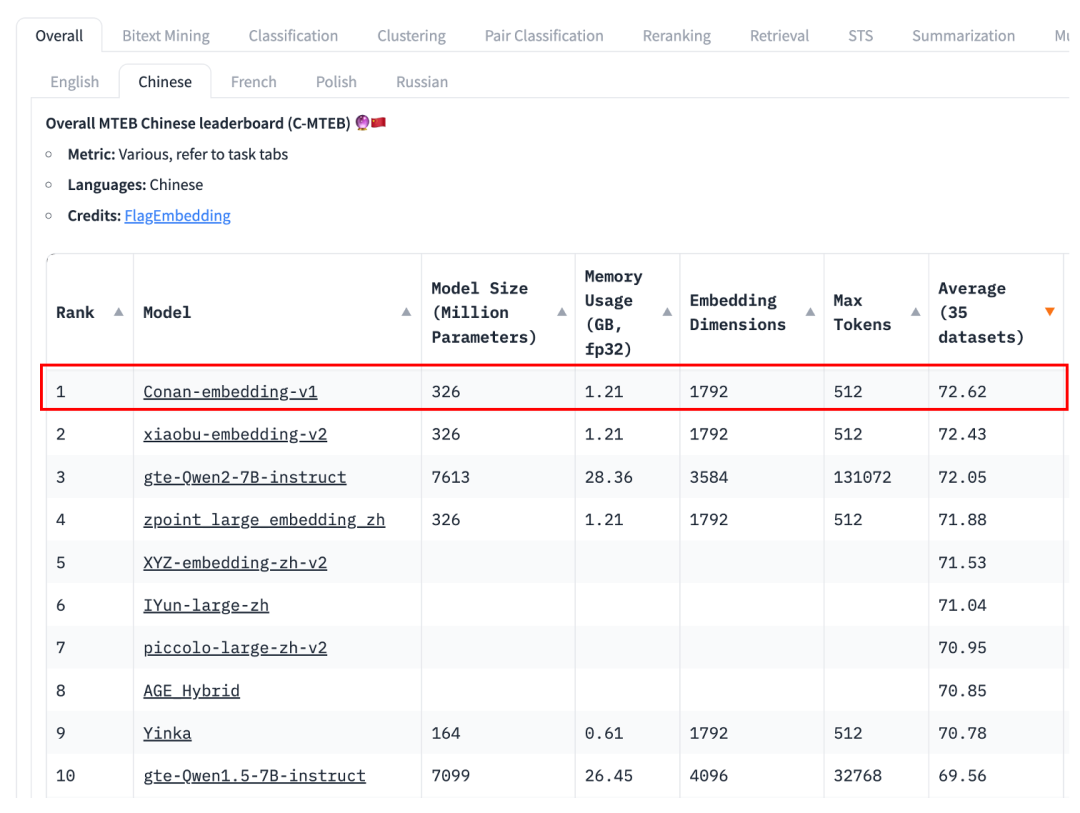 Overall Bitext Mining Classification Clustering Pair Classification Reranking Retrieval STS Summarization
English Chinese French Polish Russian
Overall MTEB Chinese leaderboard (C-MTEB) 🔮🇨🇳
Metric: Various, refer to task tabs
Languages: Chinese
Credits: FlagEmbedding
Rank Model Model Size (Million Parameters) Memory Usage (GB, fp32) Embedding Dimensions Max Tokens Average (35 datasets)
1 Conan-embedding-v1 326 1.21 1792 512 72.62
2 xiaobu-embedding-v2 326 1.21 1792 512 72.43
3 gte-Qwen2-7B-instruct 7613 28.36 3584 131072 72.05
4 zpoint_large_embedding_zh 326 1.21 1792 512 71.88
5 XYZ-embedding-zh-v2 71.53
6 IYun-large-zh 71.04
7 piccolo-large-zh-v2 70.95
8 AGE_Hybrid 70.85
9 Yinka 164 0.61 1792 512 70.78
10 gte-Qwen1.5-7B-instruct 7099 26.45 4096 32768 69.56